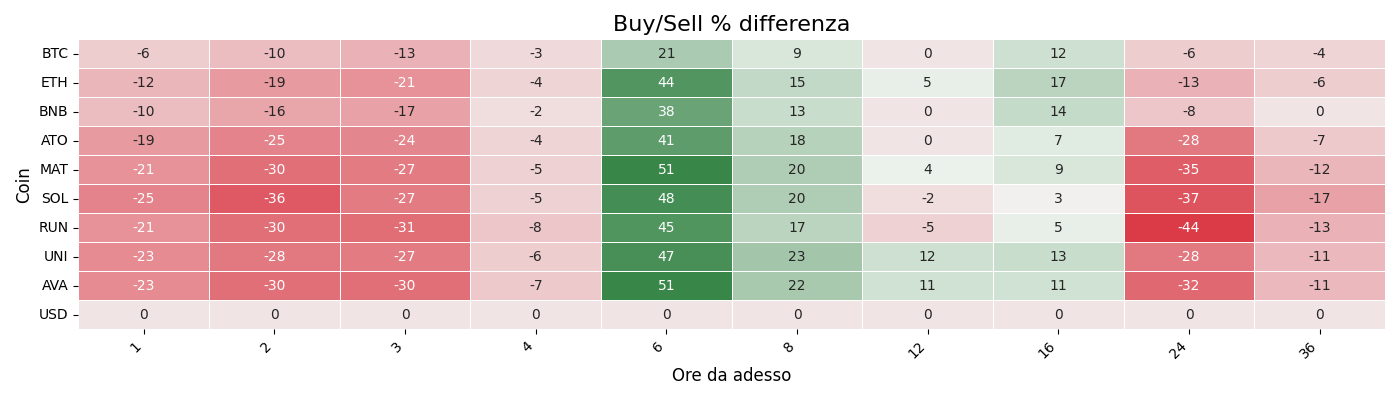 Buy/Sell % differenza
BTC -6 -10 -13 -3 21 9 0 12 -6 -4
ETH -12 -19 -21 -4 44 15 5 17 -13 -6
BNB -10 -16 -17 -2 38 13 0 14 -8 0
ATO -19 -25 -24 -4 41 18 0 7 -28 -7
MAT -21 -30 -27 -5 51 20 4 9 -35 -12
SOL -25 -36 -27 -5 48 20 -2 3 -37 -17
RUN -21 -30 -31 -8 45 17 -5 5 -44 -13
UNI -23 -28 -27 -6 47 23 12 13 -28 -11
AVA -23 -30 -30 -7 51 22 11 11 -32 -11
USD 0 0 0 0 0 0 0 0 0 0
Coin
1 2 3 4 6 8 12 16 24 36
Ore da adesso